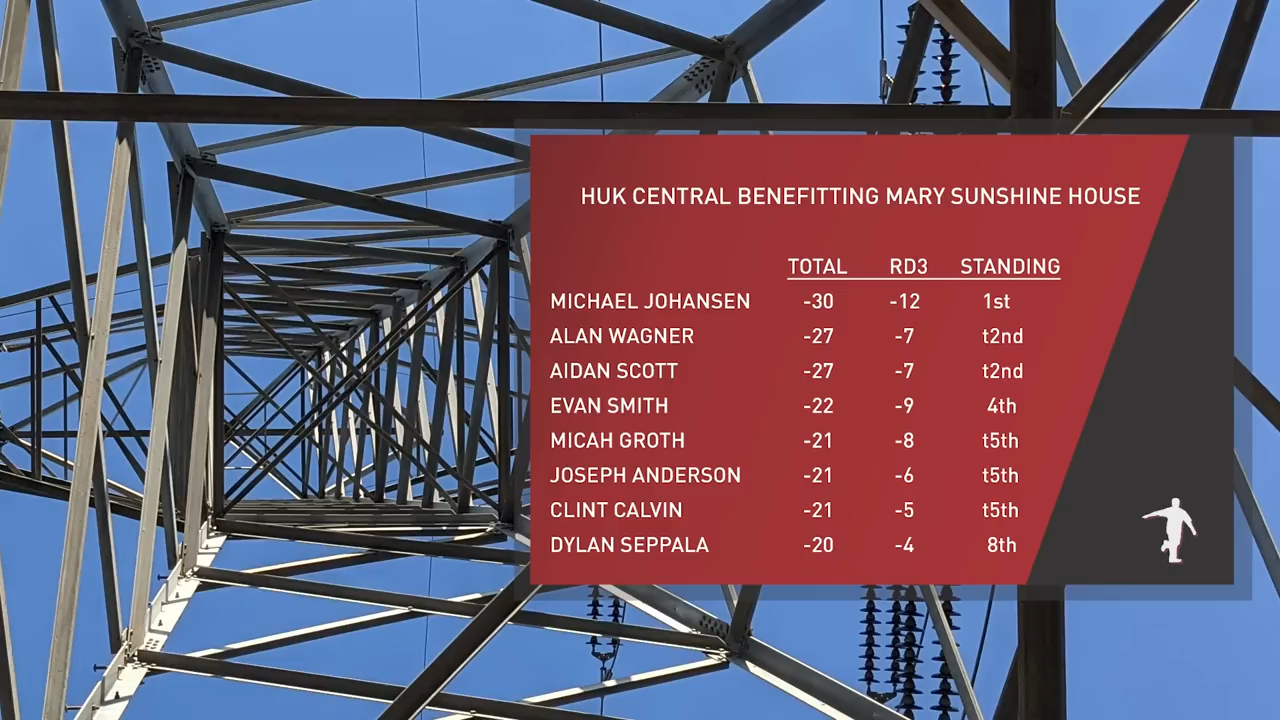 HUK CENTRAL BENEFITTING MARY SUNSHINE HOUSE
TOTAL RD3 STANDING
MICHAEL JOHANSEN -30 -12 1st
ALAN WAGNER -27 -7 t2nd
AIDAN SCOTT -27 -7 t2nd
EVAN SMITH -22 -9 4th
MICAH GROTH -21 -8 t5th
JOSEPH ANDERSON -21 -6 t5th
CLINT CALVIN -21 -5 t5th
DYLAN SEPPALA -20 -4 8th